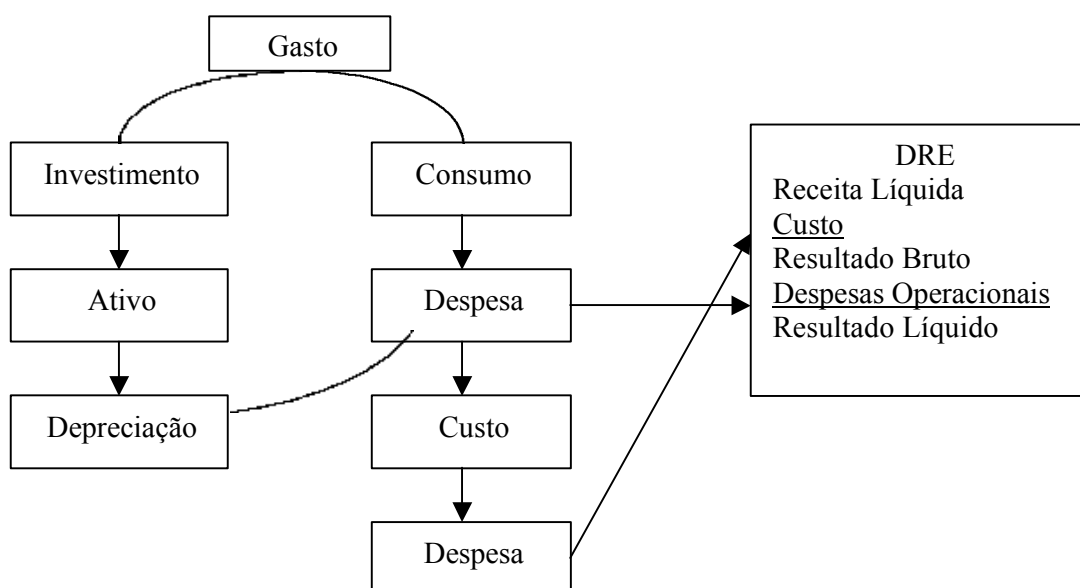 Gasto
Investimento
Consumo
Ativo
Despesa
Depreciação
Custo
Despesa
DRE
Receita Líquida
Custo
Resultado Bruto
Despesas Operacionais
Resultado Líquido